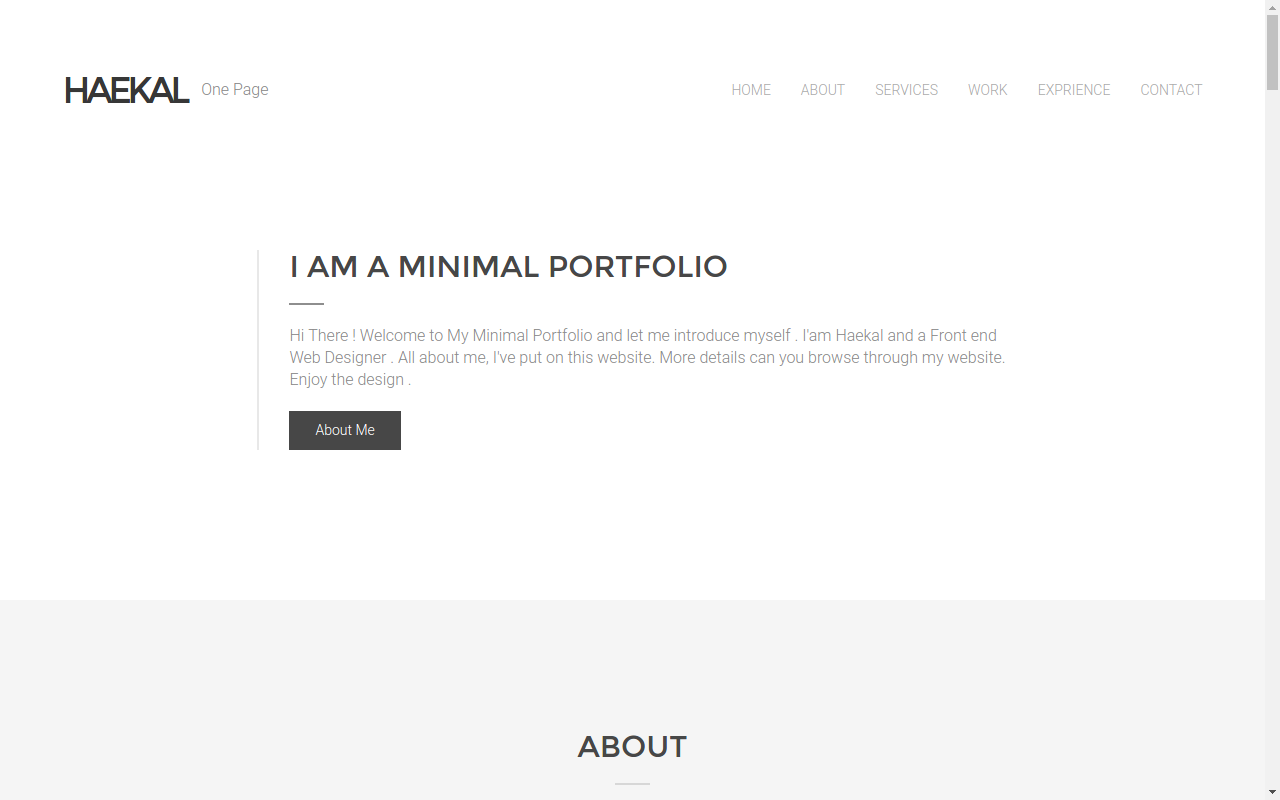 HAEKAL One Page
HOME ABOUT SERVICES WORK EXPRIENCE CONTACT
I AM A MINIMAL PORTFOLIO
Hi There ! Welcome to My Minimal Portfolio and let me introduce myself . I'am Haekal and a Front end
Web Designer . All about me, I've put on this website. More details can you browse through my website.
Enjoy the design .
About Me
ABOUT